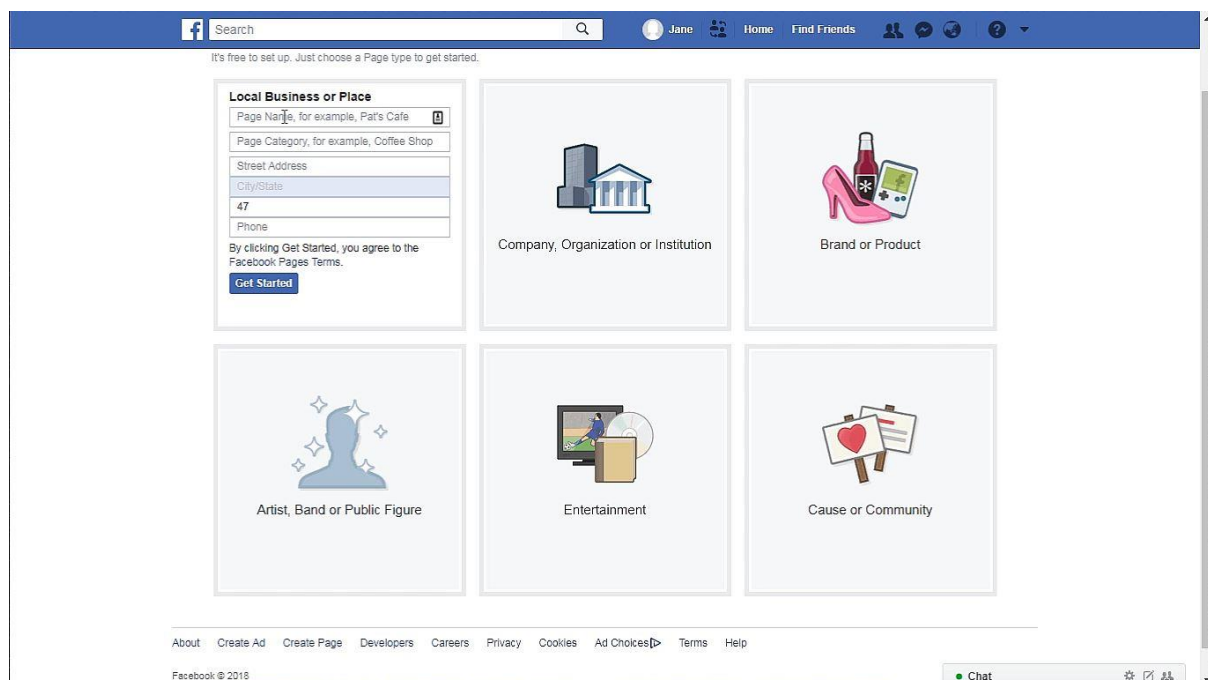 f
Search
Jane
Home
Find Friends
?
It's free to set up. Just choose a Page type to get started.
Local Business or Place
Page Name, for example, Pat's Cafe
Page Category, for example, Coffee Shop
Street Address
City/State
47
Phone
By clicking Get Started, you agree to the
Facebook Pages Terms.
Get Started
Company, Organization or Institution
Brand or Product
Artist, Band or Public Figure
Entertainment
Cause or Community
About Create Ad Create Page Developers Careers Privacy Cookies Ad Choices Terms Help
Facebook © 2018
Chat